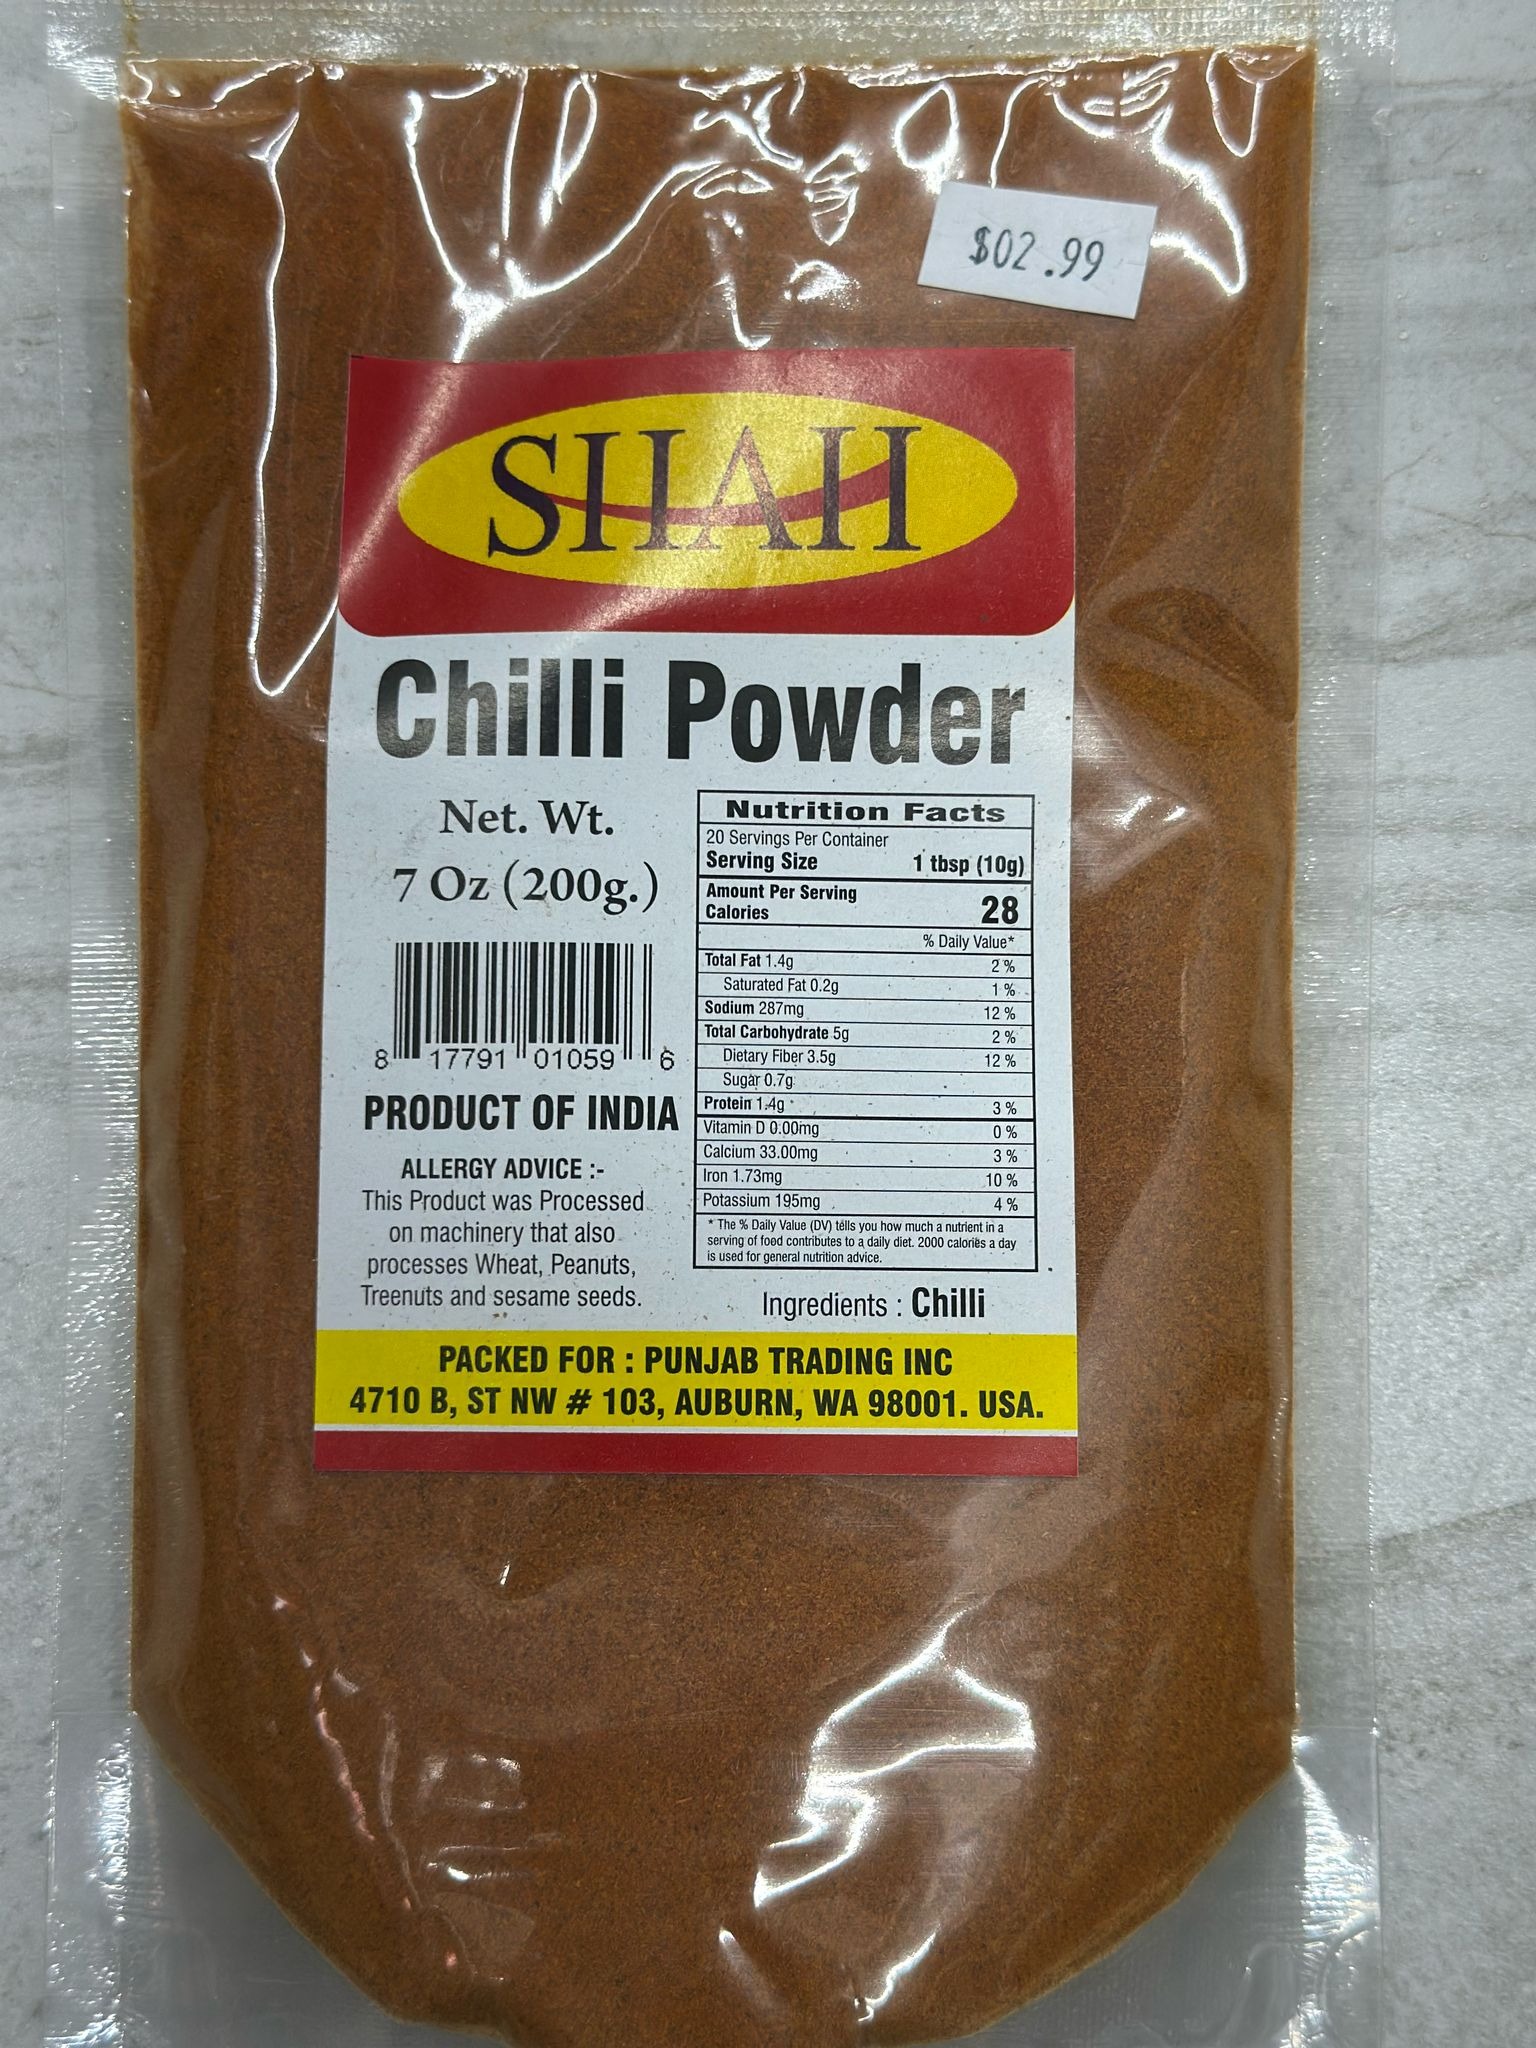 $02.99
SHAH
Chilli Powder
Net. Wt.
7 Oz (200g.)
8 17791 01059 6
PRODUCT OF INDIA
ALLERGY ADVICE :-
This Product was Processed
on machinery that also
processes Wheat, Peanuts,
Treenuts and sesame seeds.
Nutrition Facts
20 Servings Per Container
Serving Size 1 tbsp (10g)
Amount Per Serving
Calories 28
% Daily Value*
Total Fat 1.4g 2 %
Saturated Fat 0.2g 1 %
Sodium 287mg 12 %
Total Carbohydrate 5g 2 %
Dietary Fiber 3.5g 12 %
Sugar 0.7g
Protein 1.4g 3 %
Vitamin D 0.00mg 0 %
Calcium 33.00mg 3 %
Iron 1.73mg 10 %
Potassium 195mg 4 %
* The % Daily Value (DV) tells you how much a nutrient in a
serving of food contributes to a daily diet. 2000 calories a day
is used for general nutrition advice.
Ingredients : Chilli
PACKED FOR : PUNJAB TRADING INC
4710 B, ST NW # 103, AUBURN, WA 98001. USA.